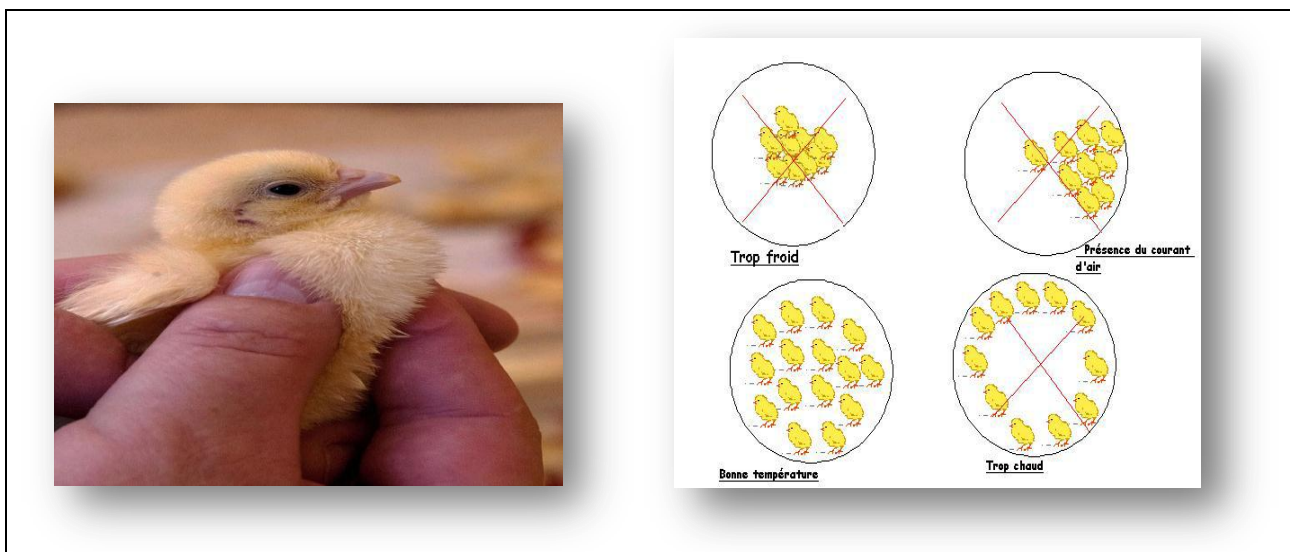 Trop froid
Présence du courant
d'air
Bonne température
Trop chaud